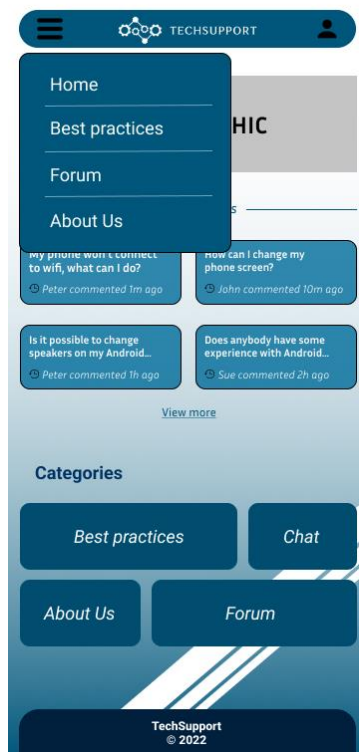 TECHSUPPORT
Home
Best practices
Forum
About Us
HIC
s
My phone won't connect
to wifi, what can I do?
Peter commented 1m ago
How can I change my
phone screen?
John commented 10m ago
Is it possible to change
speakers on my Android...
Peter commented 1h ago
Does anybody have some
experience with Android...
Sue commented 2h ago
View more
Categories
Best practices
Chat
About Us
Forum
TechSupport
© 2022